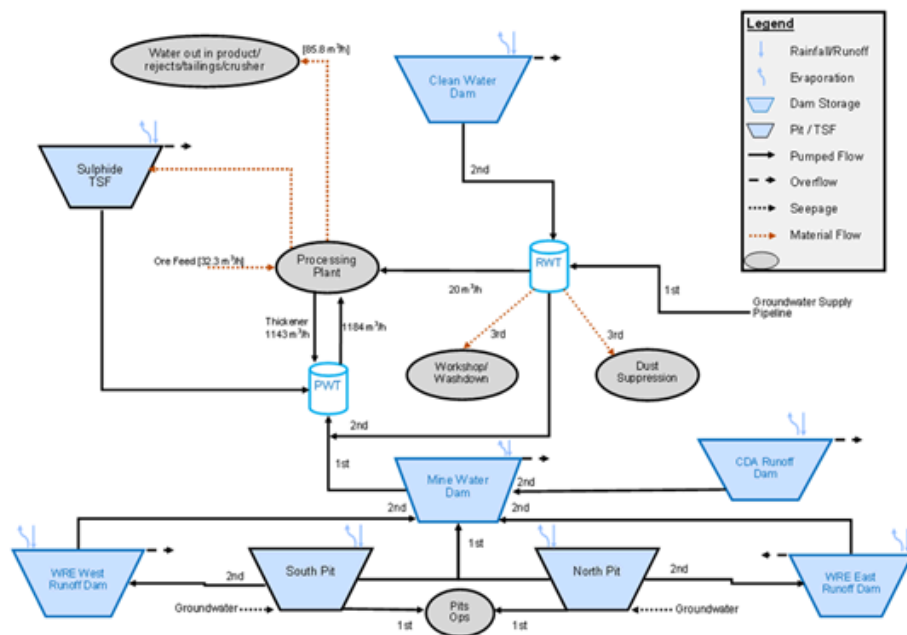 Water out in product/
rejects/tailings/crusher
[85.8 m³/h]
Clean Water
Dam
Legend
Rainfall/Runoff
Evaporation
Dam Storage
Pit / TSF
Pumped Flow
Overflow
Seepage
Material Flow
Sulphide
TSF
2nd
Ore Feed [32.3 m³/h]
Processing
Plant
RWT
20 m³/h
1st
Groundwater Supply
Pipeline
Thickener
1143 m³/h
1184 m³/h
3rd
3rd
PWT
Workshop/
Washdown
Dust
Suppression
2nd
1st
Mine Water
Dam
CDA Runoff
Dam
2nd
2nd
2nd
1st
WRE West
Runoff Dam
2nd
South Pit
North Pit
2nd
WRE East
Runoff Dam
Groundwater
Pits
Ops
Groundwater
1st
1st